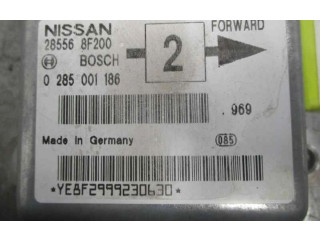 NISSAN
FORWARD
28556 8F200
BOSCH
2
0 285 001 186
.969
Made in Germany
085
*YE8F2999230630*